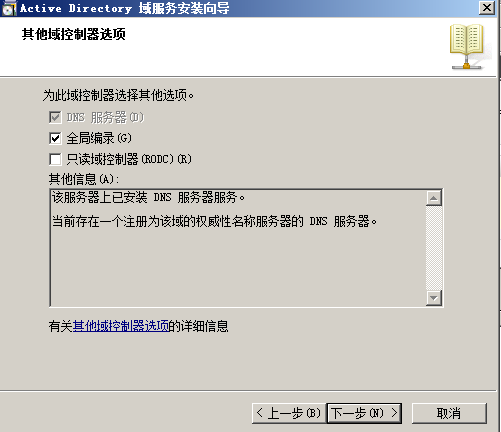 Active Directory 域服务安装向导
其他域控制器选项
为此域控制器选择其他选项。
DNS 服务器(D)
全局编录(G)
只读域控制器(RODC)(R)
其他信息(A):
该服务器上已安装 DNS 服务器服务。
当前存在一个注册为该域的权威性名称服务器的 DNS 服务器。
有关其他域控制器选项的详细信息
< 上一步(B) 下一步(N) > 取消